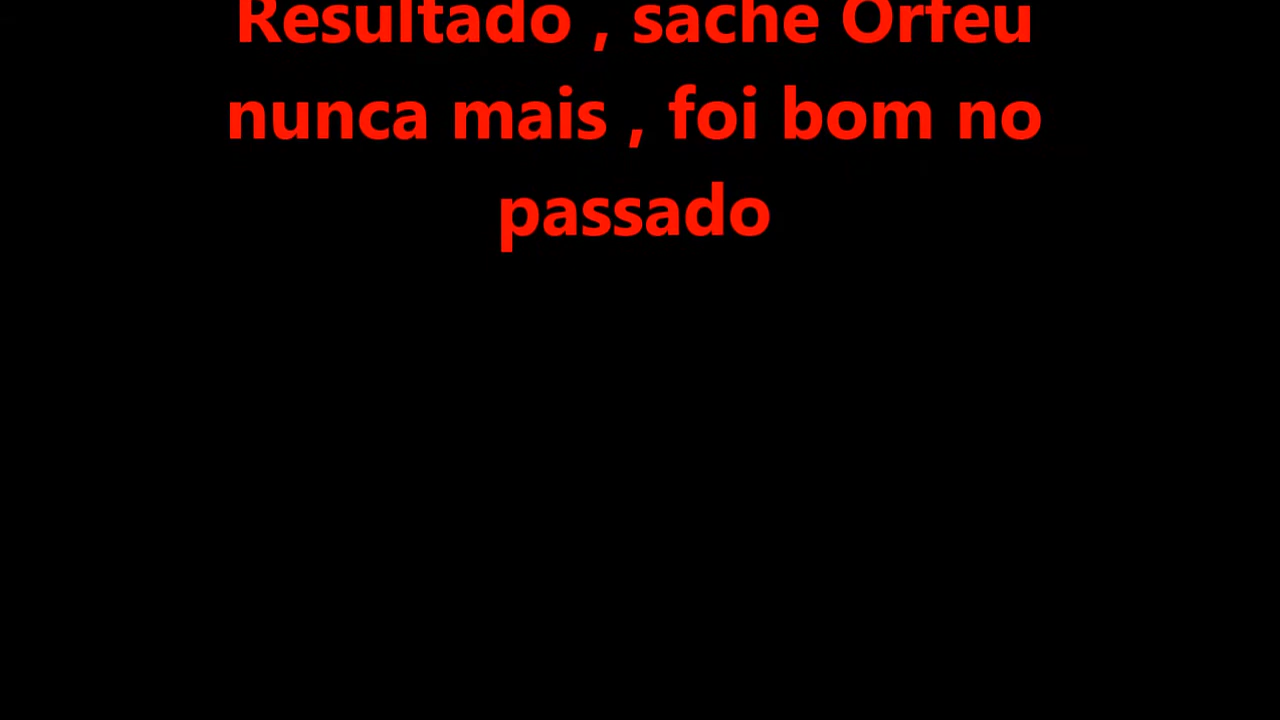 Resultado , sache Orfeu
nunca mais , foi bom no
passado